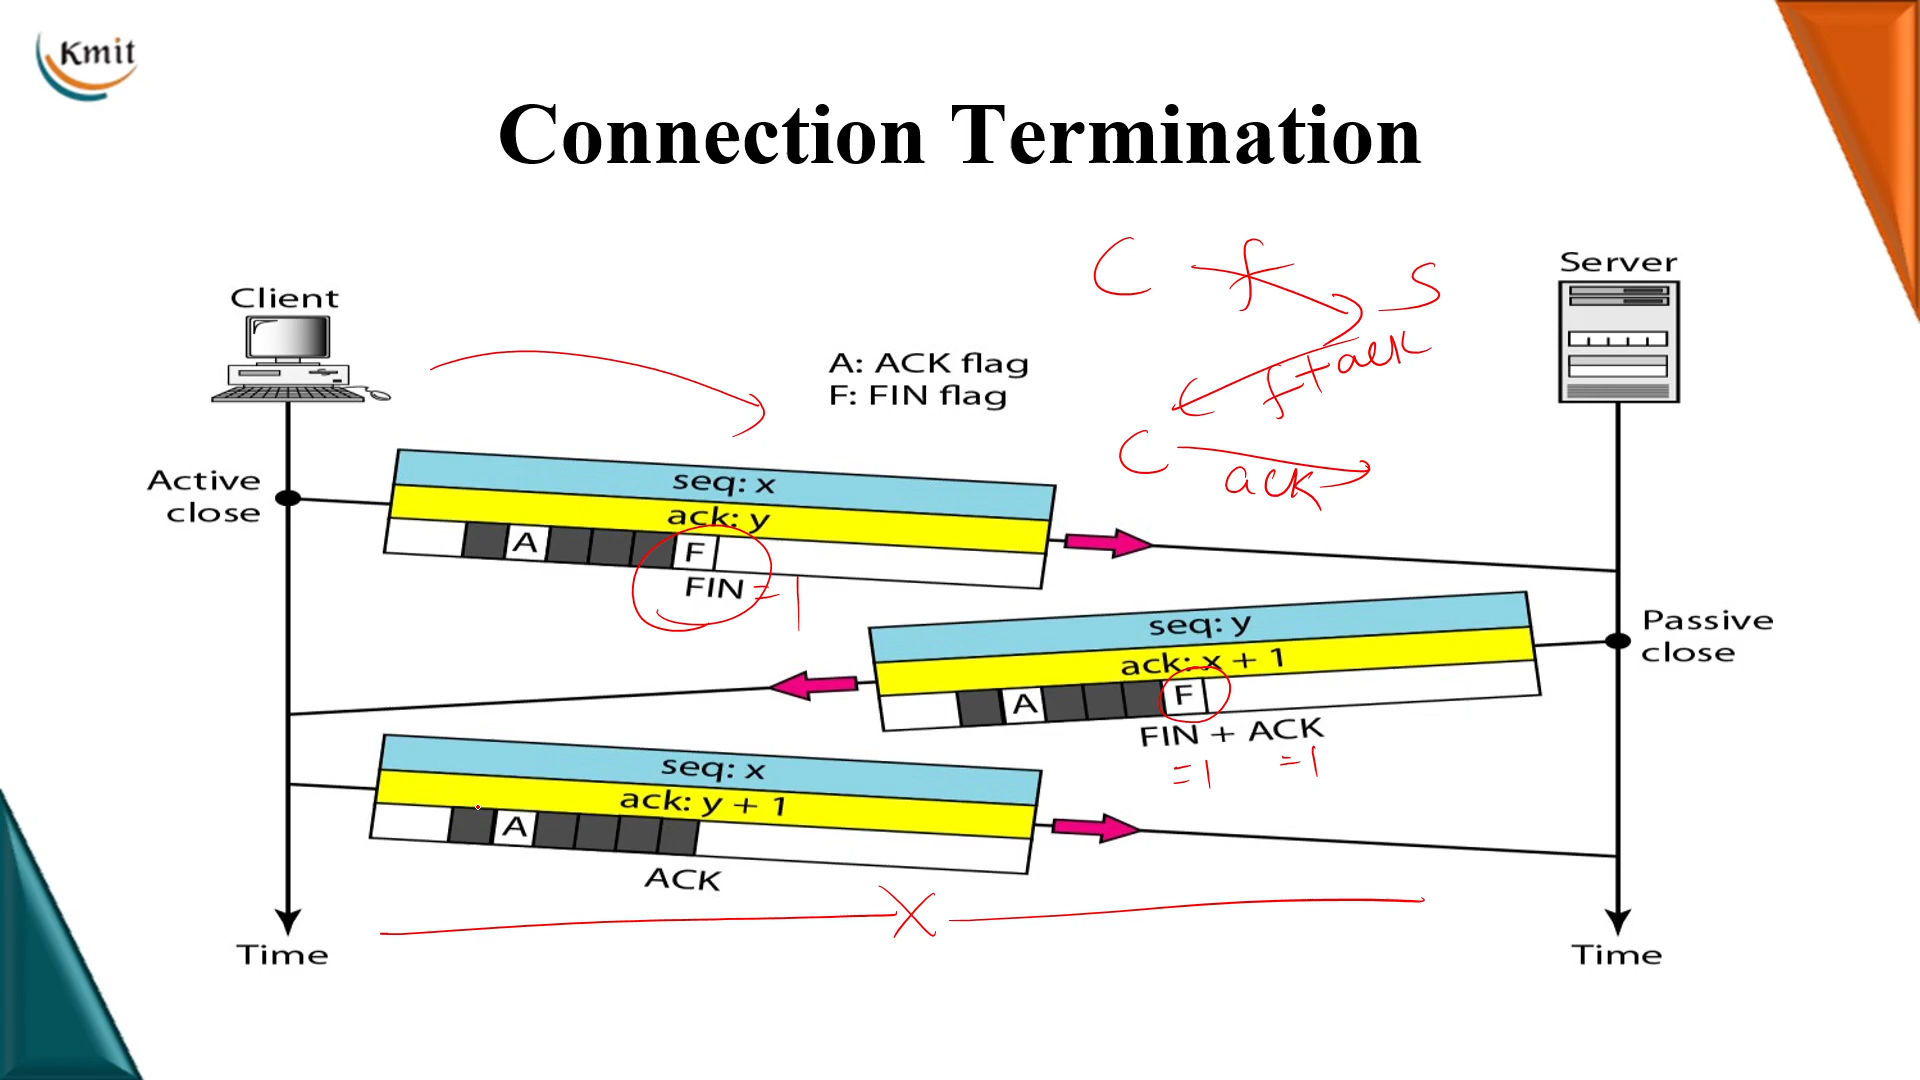 Kmit
Connection Termination
C f S
Server
Client
A: ACK flag
F: FIN flag
f+ack
C
ack
Active
close
seq: x
ack: y
A F
FIN =1
Passive
close
seq: y
ack: x + 1
A F
FIN + ACK
=1 =1
seq: x
ack: y + 1
A
ACK
X
Time
Time